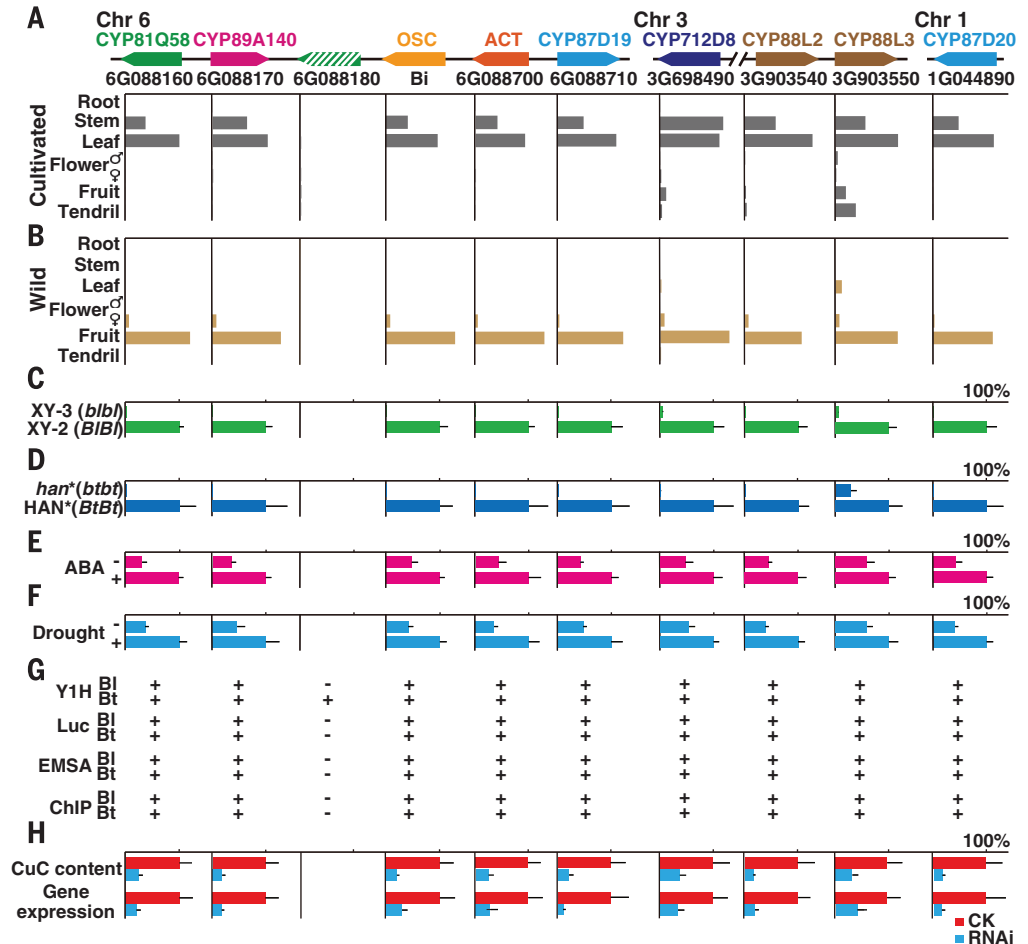 A
Chr 6 Chr 3 Chr 1
CYP81Q58 CYP89A140 OSC ACT CYP87D19 CYP712D8 CYP88L2 CYP88L3 CYP87D20
6G088160 6G088170 6G088180 Bi 6G088700 6G088710 3G698490 3G903540 3G903550 1G044890
Cultivated
Root
Stem
Leaf
Flower ♂
♀
Fruit
Tendril
B
Wild
Root
Stem
Leaf
Flower ♂
♀
Fruit
Tendril
C
100%
XY-3 (blbl)
XY-2 (BlBl)
D
100%
han*(btbt)
HAN*(BtBt)
E
100%
ABA -
+
F
100%
Drought -
+
G
Y1H Bl + + - + + + + + + +
Bt + + + + + + + + + +
Luc Bl + + - + + + + + + +
Bt + + - + + + + + + +
EMSA Bl + + - + + + + + + +
Bt + + - + + + + + + +
ChIP Bl + + - + + + + + + +
Bt + + - + + + + + + +
H
100%
CuC content
Gene
expression
CK
RNAi